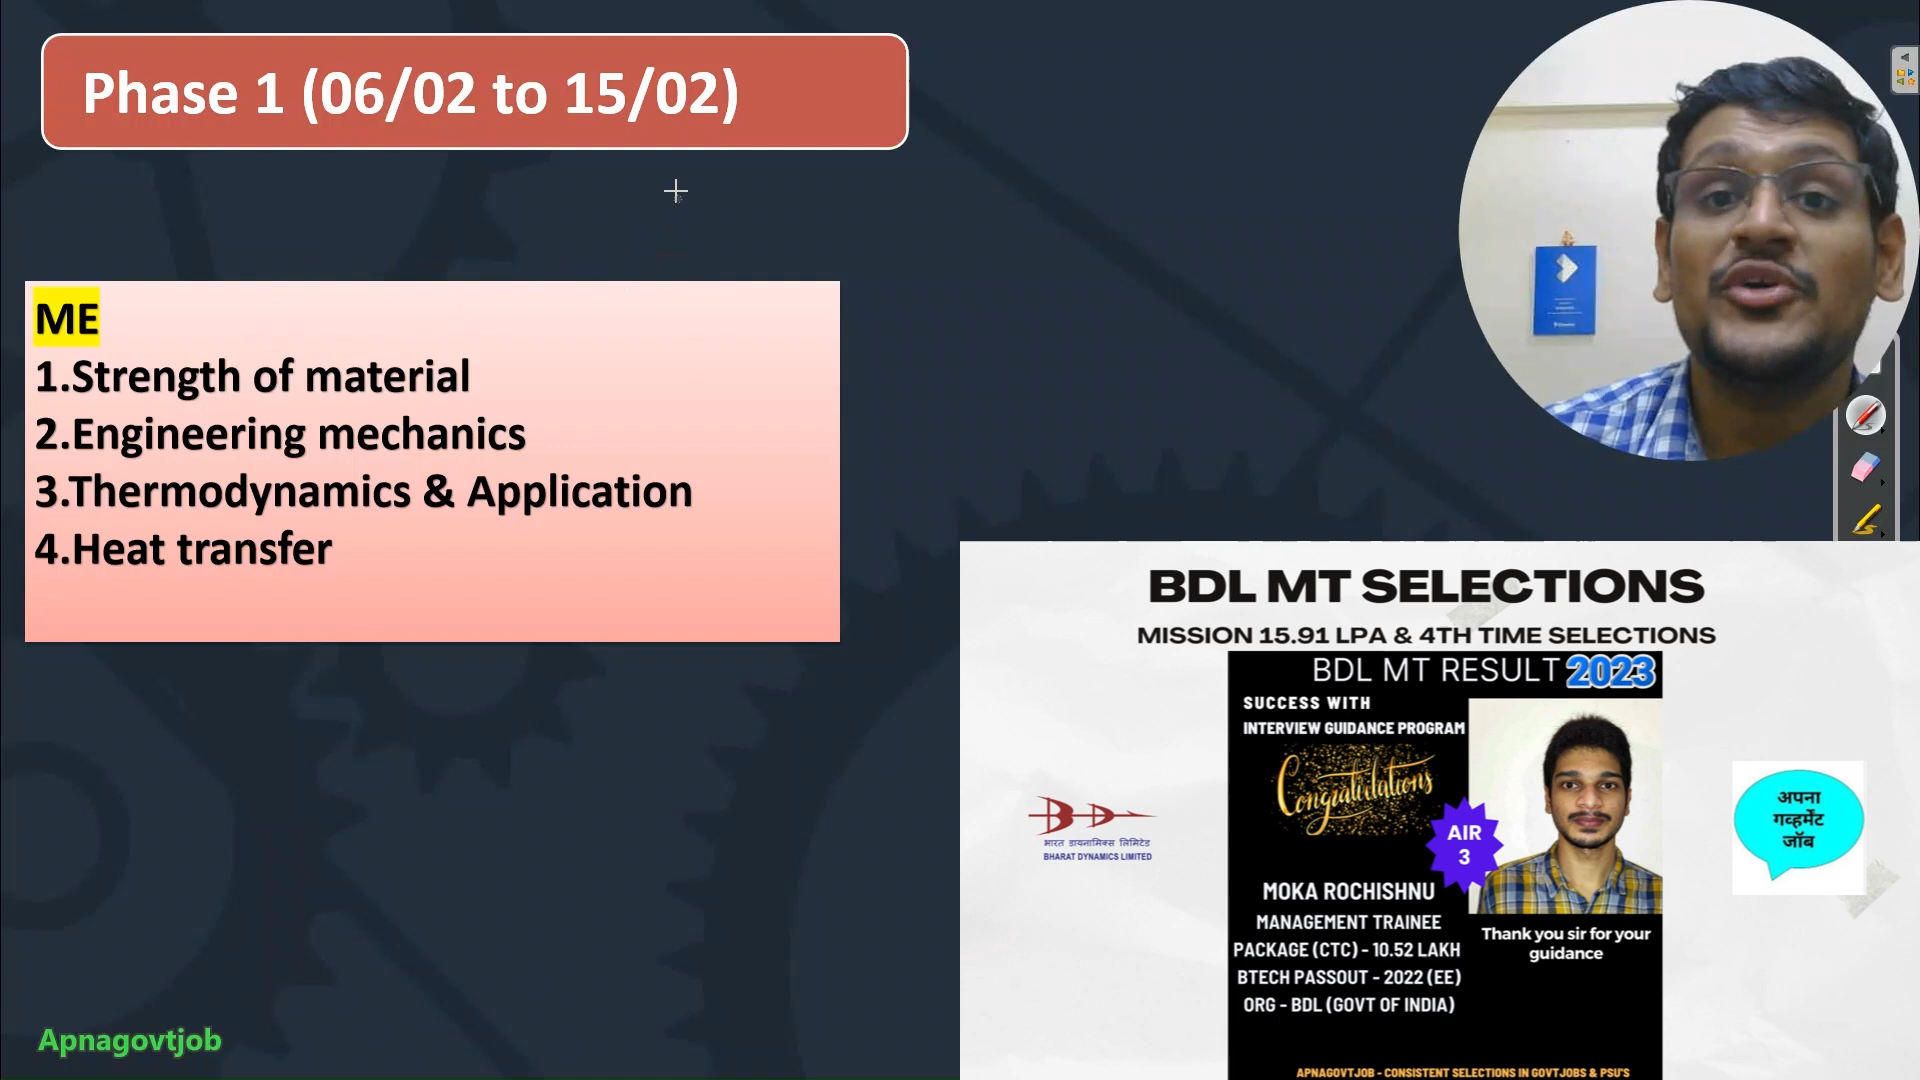 Phase 1 (06/02 to 15/02)
ME
1.Strength of material
2.Engineering mechanics
3.Thermodynamics & Application
4.Heat transfer
Apnagovtjob
BDL MT SELECTIONS
MISSION 15.91 LPA & 4TH TIME SELECTIONS
BDL MT RESULT 2023
SUCCESS WITH
INTERVIEW GUIDANCE PROGRAM
Congratulations
AIR
3
MOKA ROCHISHNU
MANAGEMENT TRAINEE
PACKAGE (CTC) - 10.52 LAKH
BTECH PASSOUT - 2022 (EE)
ORG - BDL (GOVT OF INDIA)
Thank you sir for your
guidance
APNAGOVTJOB - CONSISTENT SELECTIONS IN GOVTJOBS & PSU'S
BD
भारत डायनामिक्स लिमिटेड
BHARAT DYNAMICS LIMITED
अपना
गव्हर्मेंट
जॉब